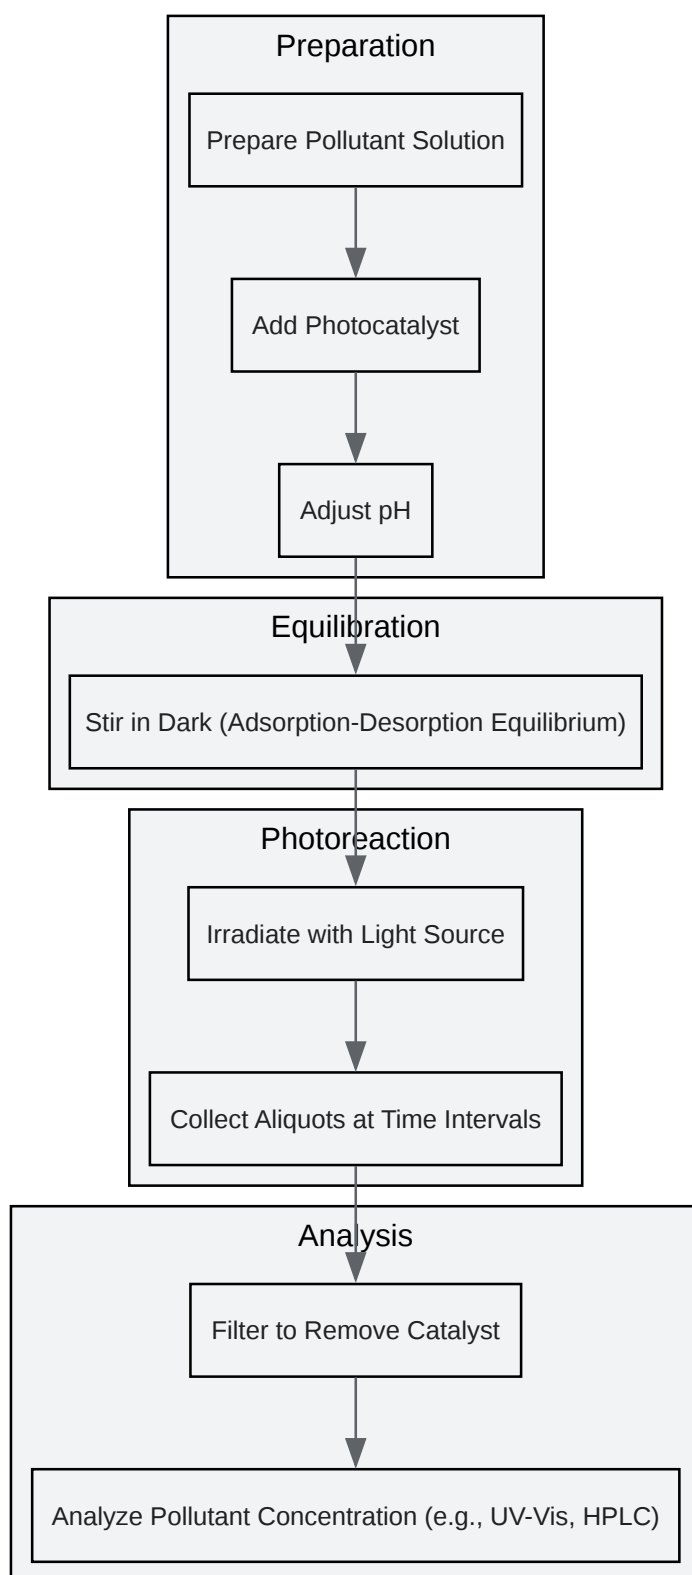 Preparation
Prepare Pollutant Solution
Add Photocatalyst
Adjust pH
Equilibration
Stir in Dark (Adsorption-Desorption Equilibrium)
Photoreaction
Irradiate with Light Source
Collect Aliquots at Time Intervals
Analysis
Filter to Remove Catalyst
Analyze Pollutant Concentration (e.g., UV-Vis, HPLC)